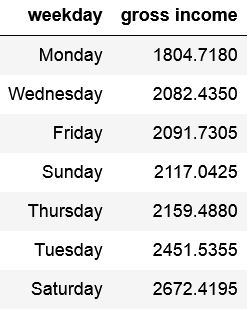 weekday gross income
Monday 1804.7180
Wednesday 2082.4350
Friday 2091.7305
Sunday 2117.0425
Thursday 2159.4880
Tuesday 2451.5355
Saturday 2672.4195